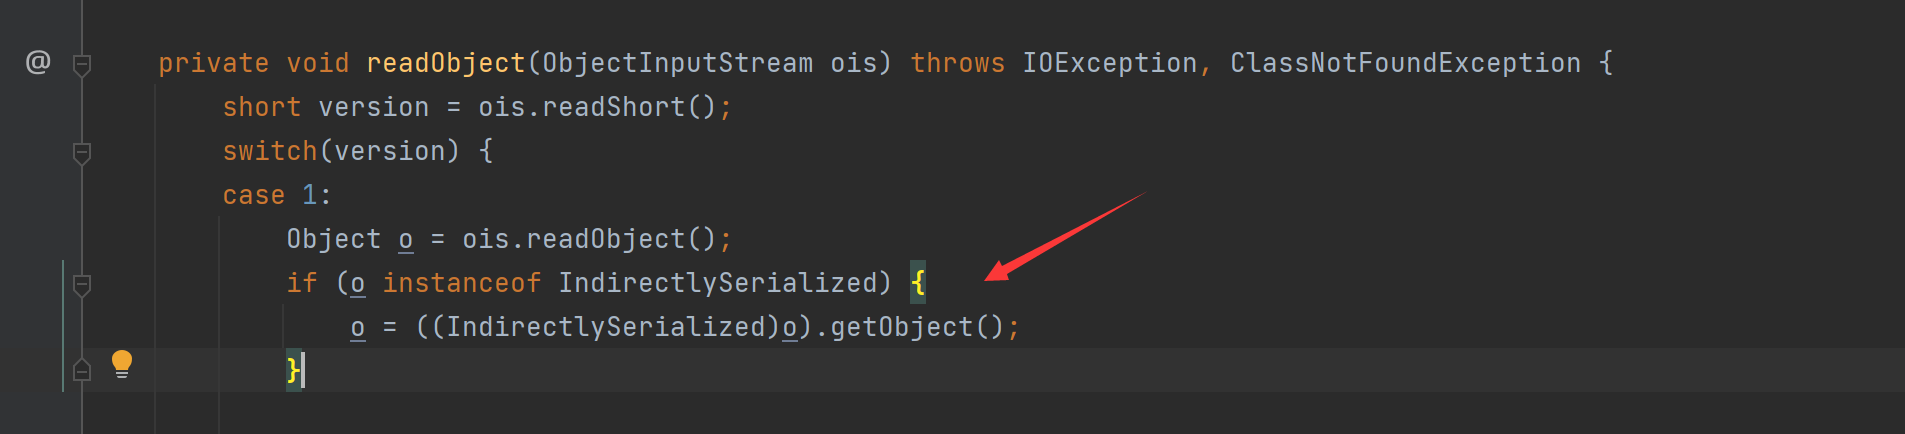 @ private void readObject(ObjectInputStream ois) throws IOException, ClassNotFoundException {
short version = ois.readShort();
switch(version) {
case 1:
Object o = ois.readObject();
if (o instanceof IndirectlySerialized) {
o = ((IndirectlySerialized)o).getObject();
}